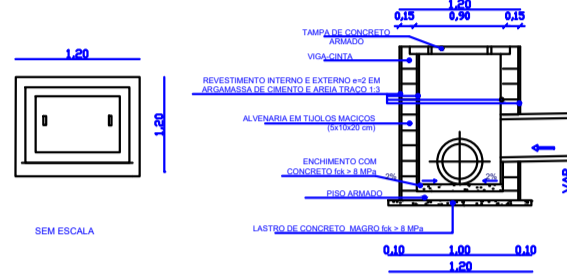 1,20
1,20
SEM ESCALA
1,20
0,15 0,90 0,15
TAMPA DE CONCRETO
ARMADO
VIGA-CINTA
REVESTIMENTO INTERNO E EXTERNO e=2 EM
ARGAMASSA DE CIMENTO E AREIA TRAÇO 1:3
ALVENARIA EM TIJOLOS MACIÇOS
(5x10x20 cm)
ENCHIMENTO COM
CONCRETO fck > 8 MPa
2% 2%
PISO ARMADO
VAR
LASTRO DE CONCRETO MAGRO fck > 8 MPa
0,10 1,00 0,10
1,20